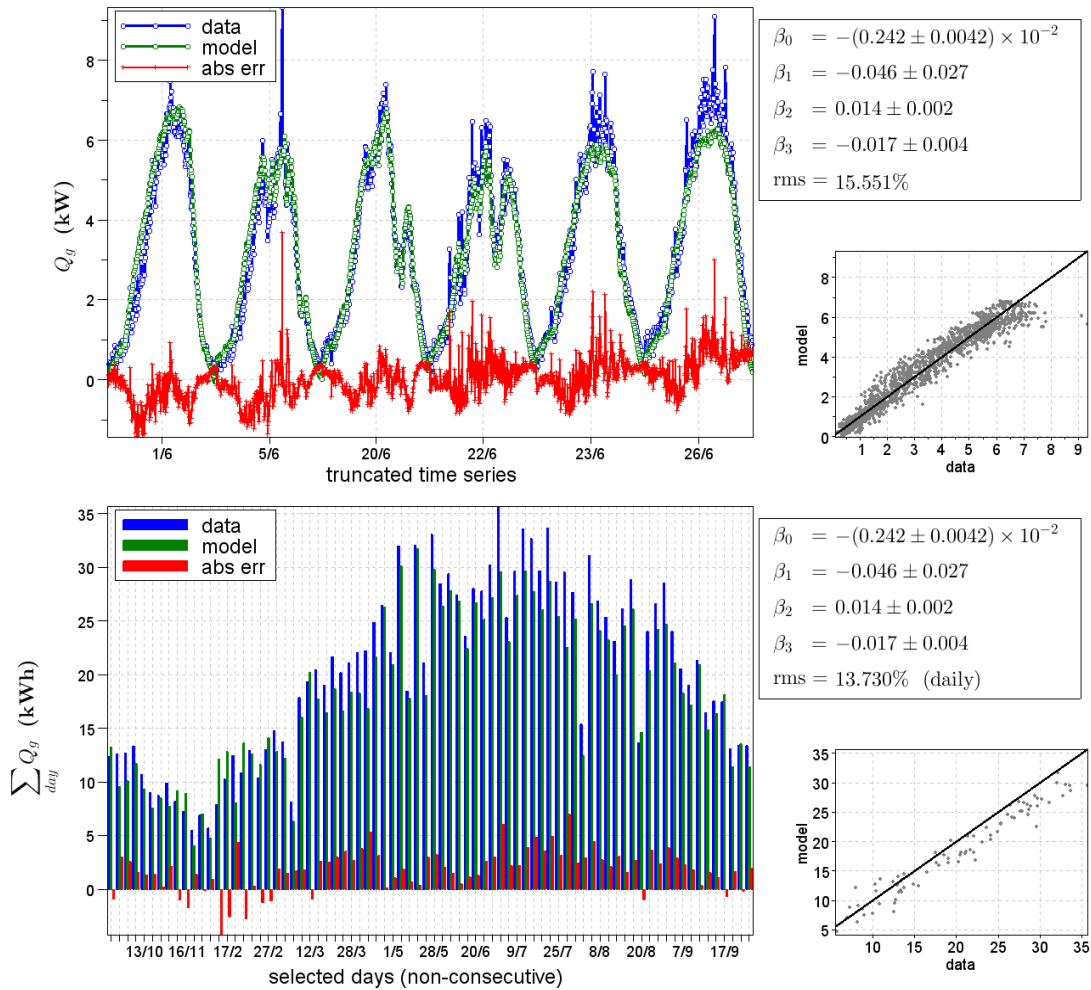 data
model
abs err
8
6
4
2
0
Q_g (kW)
1/6 5/6 20/6 22/6 23/6 26/6
truncated time series
β_0 = −(0.242 ± 0.0042) × 10^−2
β_1 = −0.046 ± 0.027
β_2 = 0.014 ± 0.002
β_3 = −0.017 ± 0.004
rms = 15.551%
8
6
4
2
0
model
1 2 3 4 5 6 7 8 9
data
data
model
abs err
35
30
25
20
15
10
5
0
∑_day Q_g (kWh)
13/10 16/11 17/2 27/2 12/3 28/3 1/5 28/5 20/6 9/7 25/7 8/8 20/8 7/9 17/9
selected days (non-consecutive)
β_0 = −(0.242 ± 0.0042) × 10^−2
β_1 = −0.046 ± 0.027
β_2 = 0.014 ± 0.002
β_3 = −0.017 ± 0.004
rms = 13.730% (daily)
35
30
25
20
15
10
5
model
10 15 20 25 30 35
data